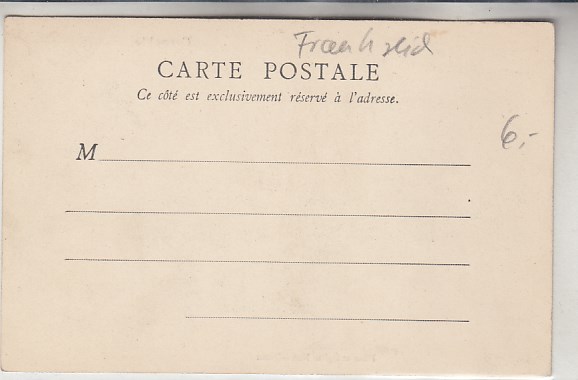 Frankreich
CARTE POSTALE
Ce côté est exclusivement réservé à l'adresse.
6,-
M